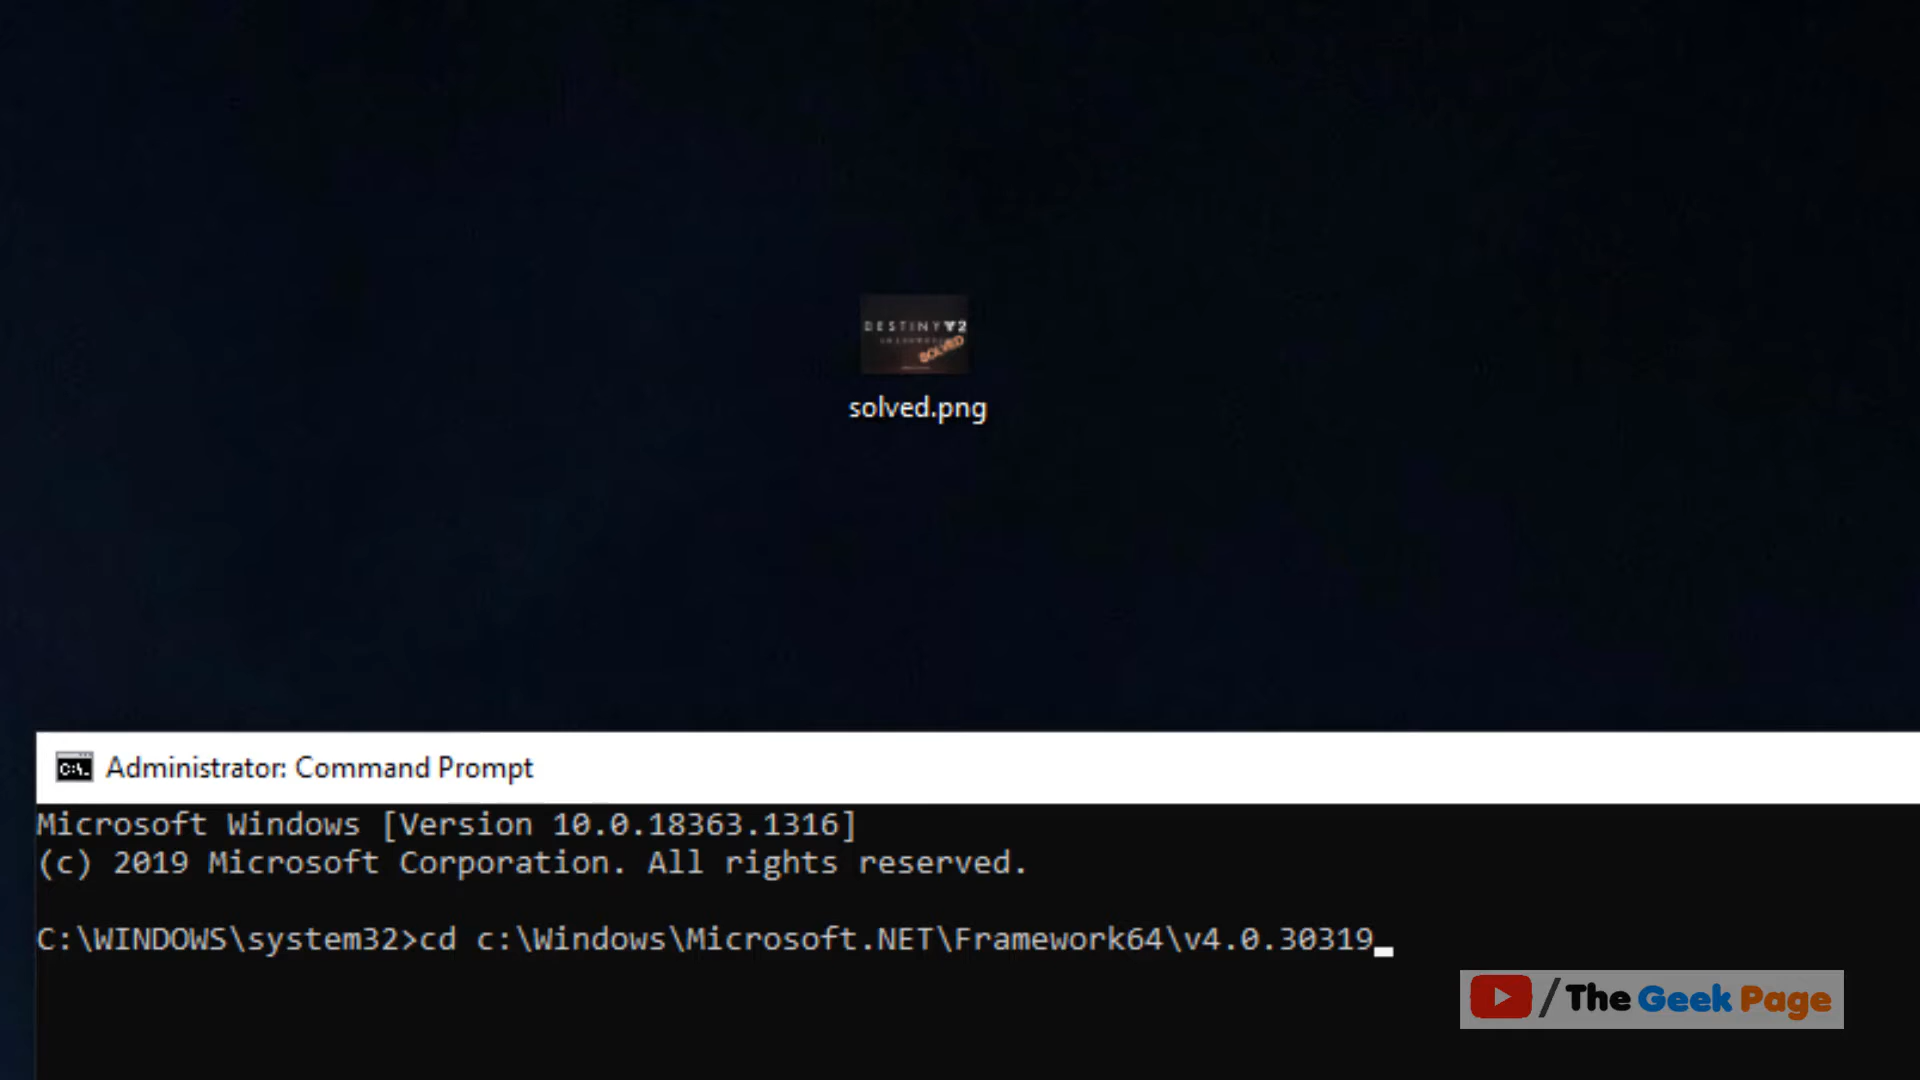 DESTINY 2
SOLVED
solved.png
Administrator: Command Prompt
Microsoft Windows [Version 10.0.18363.1316]
(c) 2019 Microsoft Corporation. All rights reserved.
C:\WINDOWS\system32>cd c:\Windows\Microsoft.NET\Framework64\v4.0.30319
/The Geek Page